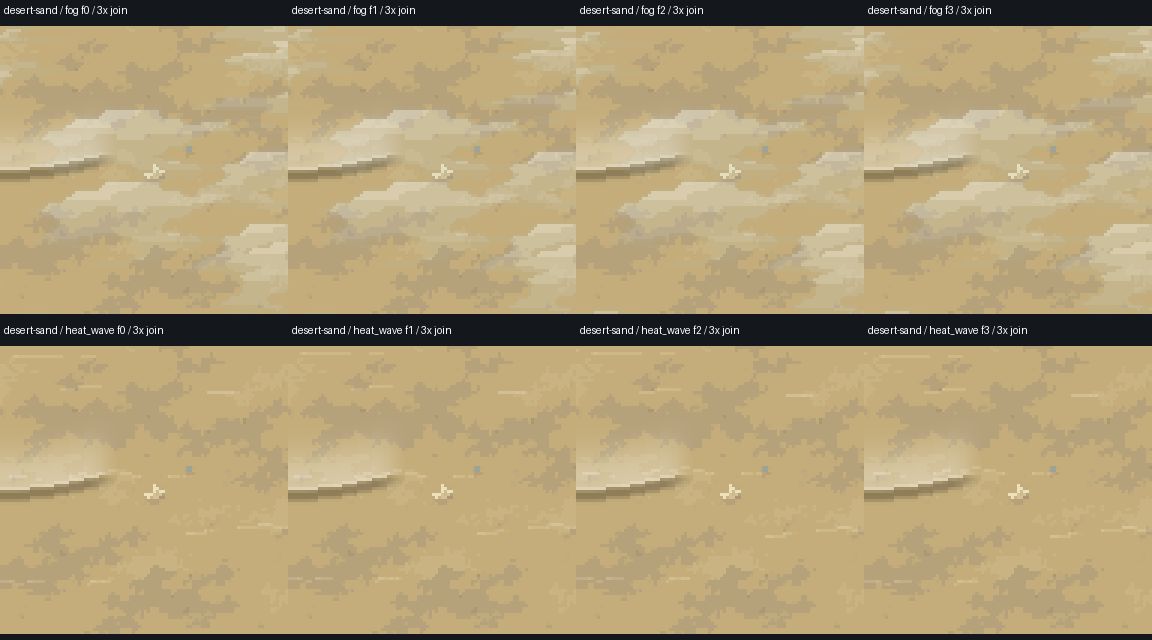 desert-sand / fog f0 / 3x join
desert-sand / fog f1 / 3x join
desert-sand / fog f2 / 3x join
desert-sand / fog f3 / 3x join
desert-sand / heat_wave f0 / 3x join
desert-sand / heat_wave f1 / 3x join
desert-sand / heat_wave f2 / 3x join
desert-sand / heat_wave f3 / 3x join